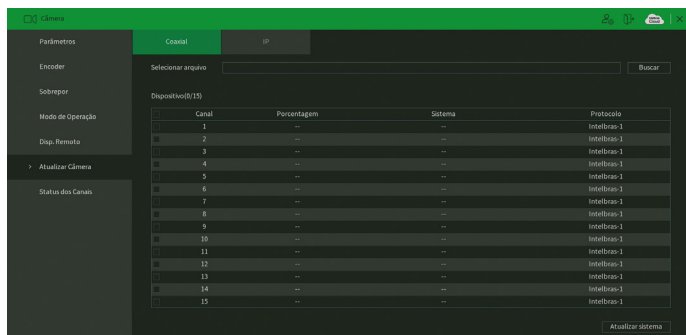 Câmera
Parâmetros
Encoder
Sobrepor
Modo de Operação
Disp. Remoto
> Atualizar Câmera
Status dos Canais
Coaxial IP
Selecionar arquivo Buscar
Dispositivo(0/15)
Canal Porcentagem Sistema Protocolo
1 -- -- Intelbras-1
2 -- -- Intelbras-1
3 -- -- Intelbras-1
4 -- -- Intelbras-1
5 -- -- Intelbras-1
6 -- -- Intelbras-1
7 -- -- Intelbras-1
8 -- -- Intelbras-1
9 -- -- Intelbras-1
10 -- -- Intelbras-1
11 -- -- Intelbras-1
12 -- -- Intelbras-1
13 -- -- Intelbras-1
14 -- -- Intelbras-1
15 -- -- Intelbras-1
Atualizar sistema